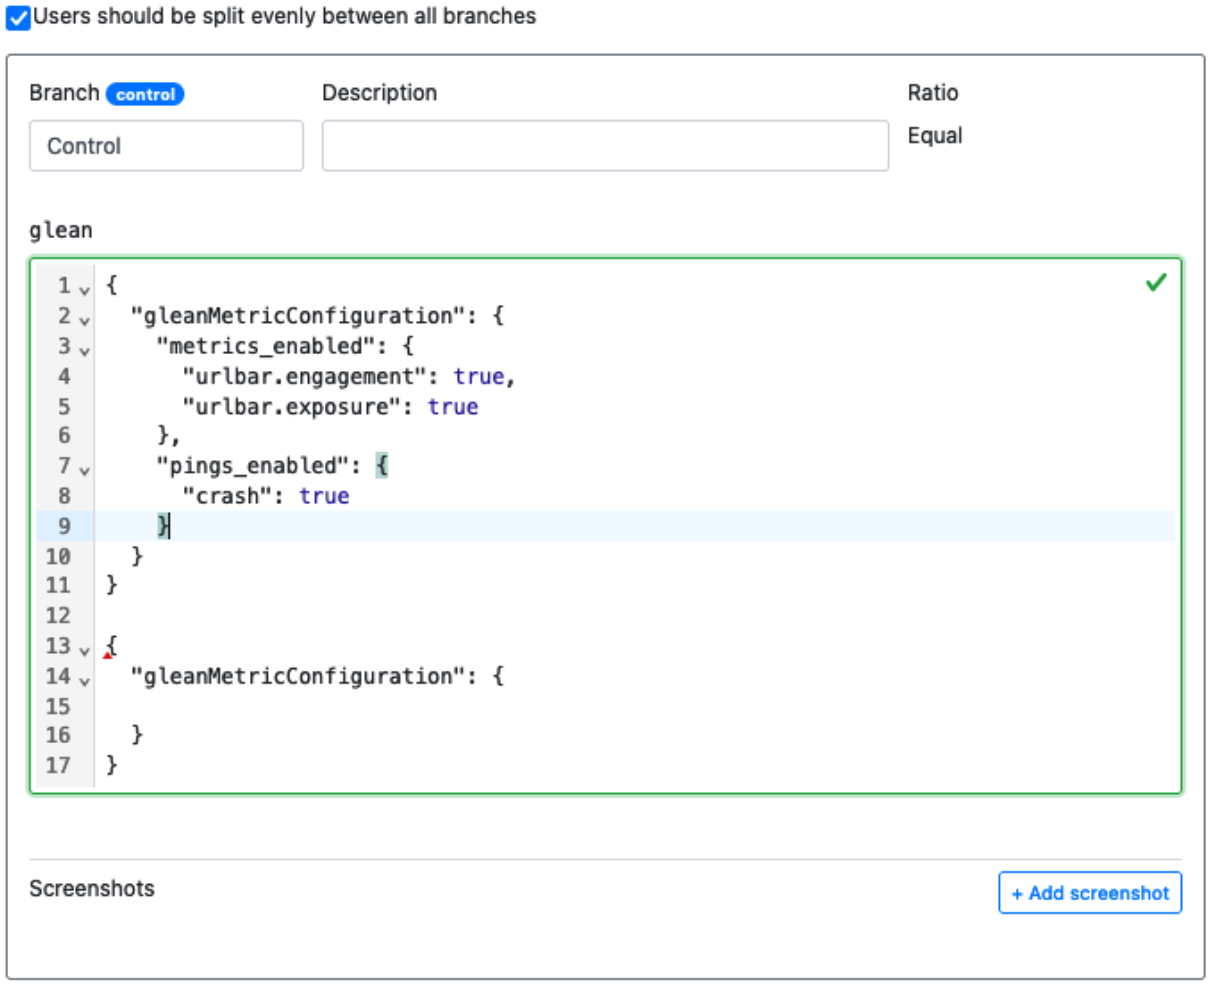 Users should be split evenly between all branches
Branch control
Description
Ratio
Control
Equal
glean
1 {
2   "gleanMetricConfiguration": {
3     "metrics_enabled": {
4       "urlbar.engagement": true,
5       "urlbar.exposure": true
6     },
7     "pings_enabled": {
8       "crash": true
9     }
10   }
11 }
12
13 {
14   "gleanMetricConfiguration": {
15
16   }
17 }
Screenshots
+ Add screenshot